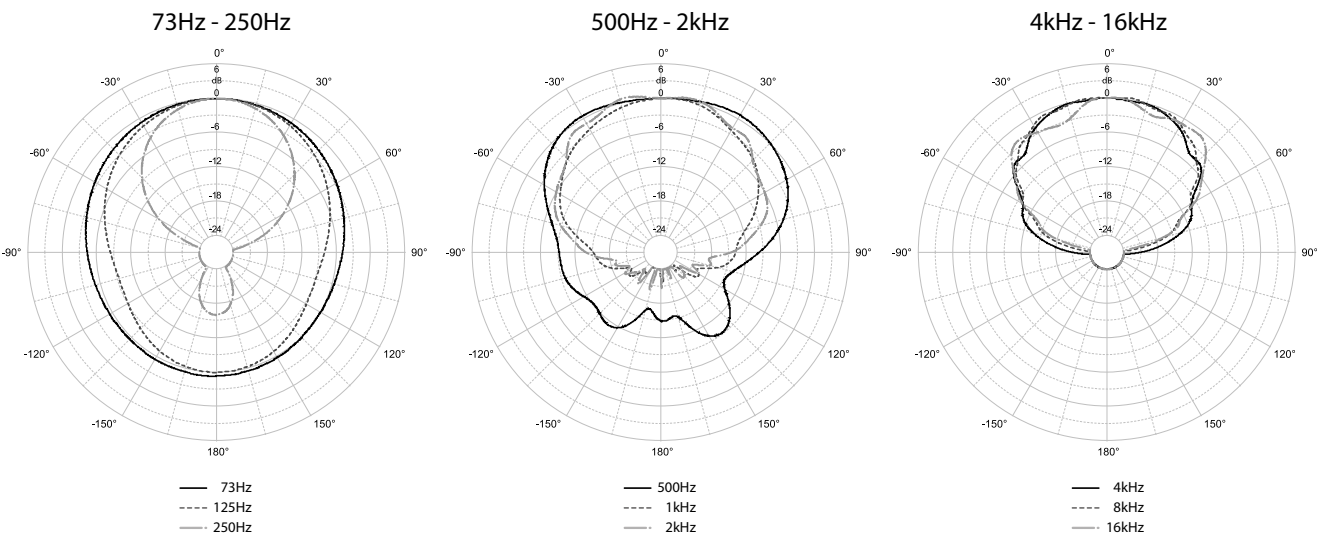 73Hz - 250Hz
0°
-30° 30°
-60° 60°
-90° 90°
-120° 120°
-150° 150°
180°
6
dB
0
-6
-12
-18
-24
73Hz
125Hz
250Hz
500Hz - 2kHz
0°
-30° 30°
-60° 60°
-90° 90°
-120° 120°
-150° 150°
180°
6
dB
0
-6
-12
-18
-24
500Hz
1kHz
2kHz
4kHz - 16kHz
0°
-30° 30°
-60° 60°
-90° 90°
-120° 120°
-150° 150°
180°
6
dB
0
-6
-12
-18
-24
4kHz
8kHz
16kHz